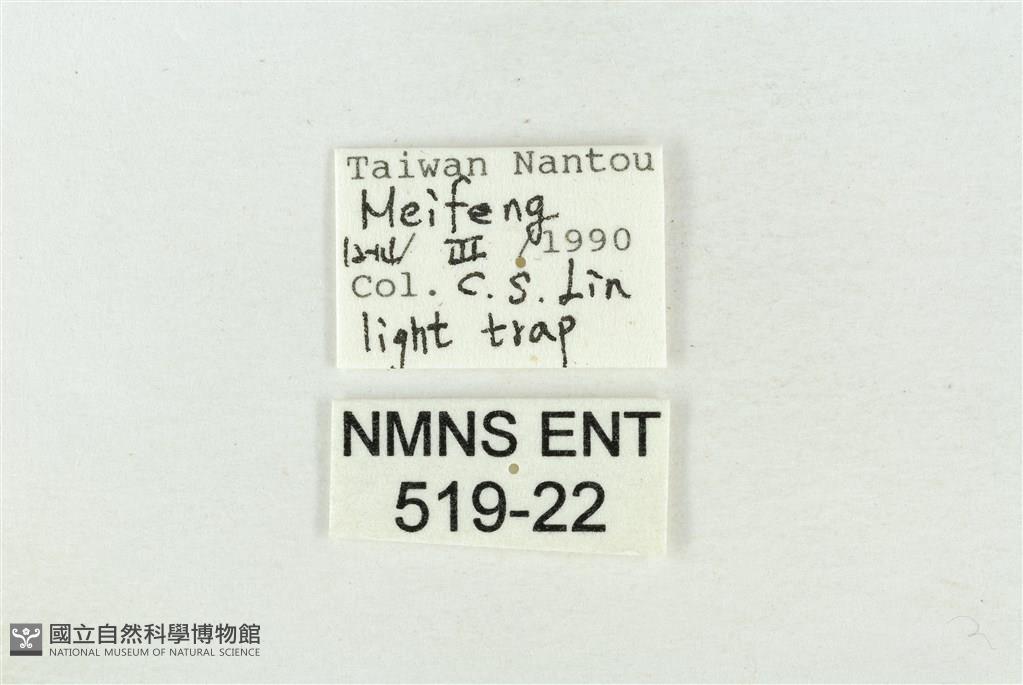 Taiwan Nantou
Meifeng
12-14/ III /1990
Col. C. S. Lin
light trap
NMNS ENT
519-22
國立自然科學博物館
NATIONAL MUSEUM OF NATURAL SCIENCE